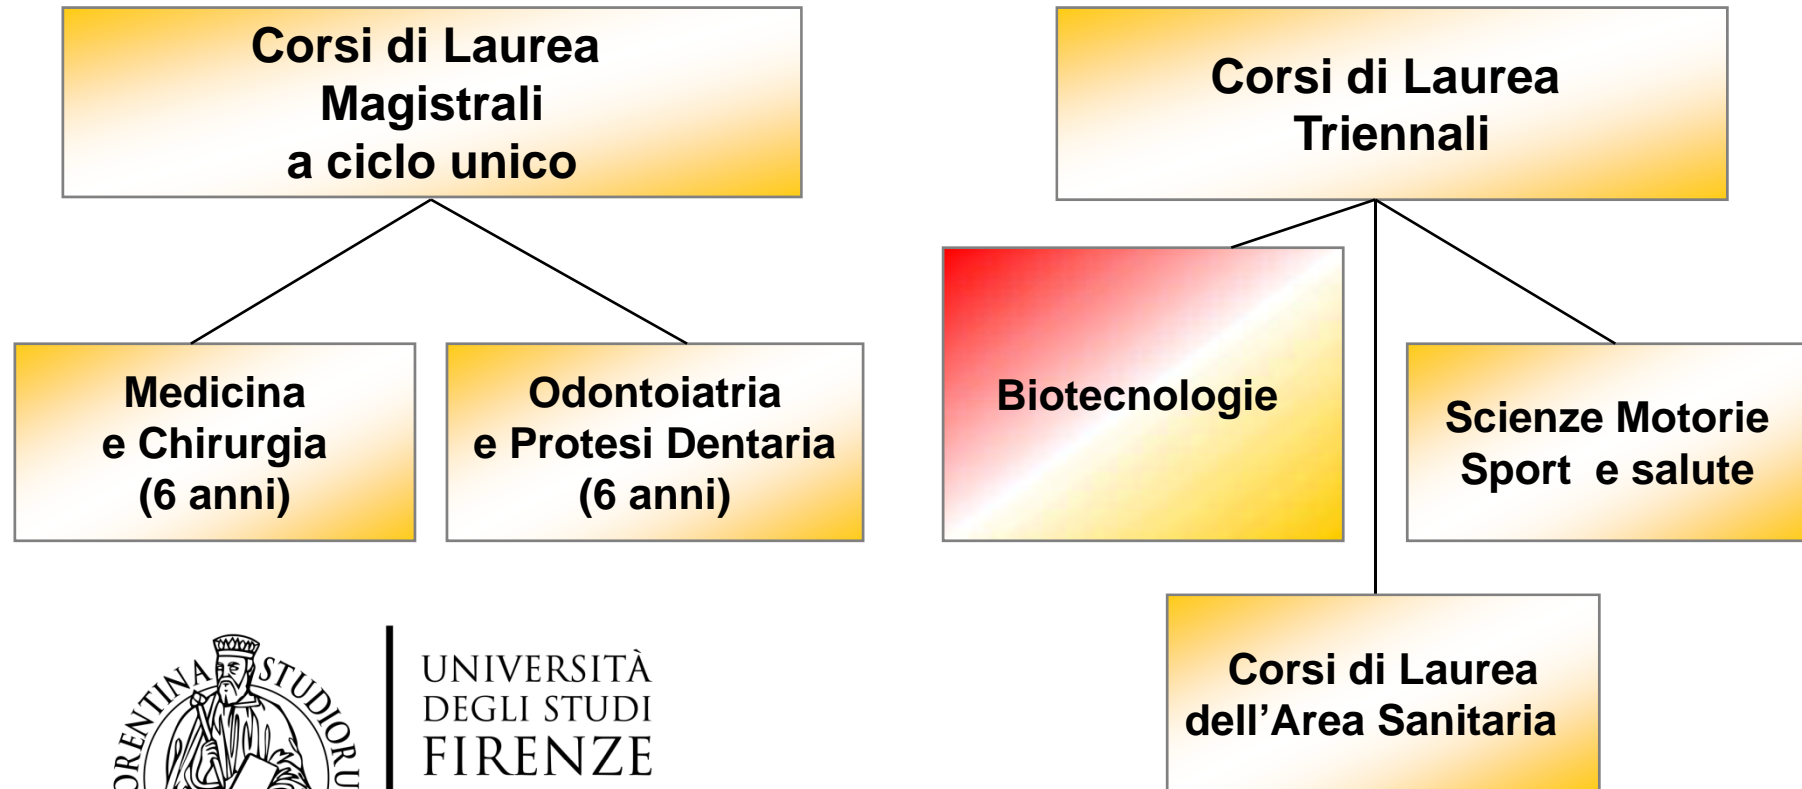 Corsi di Laurea
Magistrali
a ciclo unico
Corsi di Laurea
Triennali
Medicina
e Chirurgia
(6 anni)
Odontoiatria
e Protesi Dentaria
(6 anni)
Biotecnologie
Scienze Motorie
Sport e salute
Corsi di Laurea
dell’Area Sanitaria
UNIVERSITÀ
DEGLI STUDI
FIRENZE